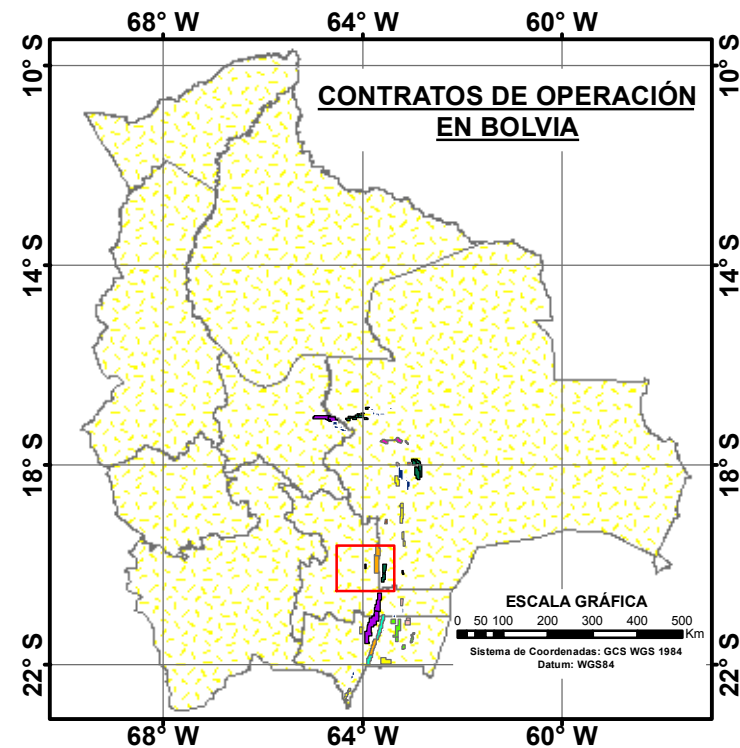 68° W 64° W 60° W
10° S 10° S
CONTRATOS DE OPERACIÓN
EN BOLVIA
14° S 14° S
18° S 18° S
ESCALA GRÁFICA
0 50 100 200 300 400 500
Km
Sistema de Coordenadas: GCS WGS 1984
Datum: WGS84
22° S 22° S
68° W 64° W 60° W